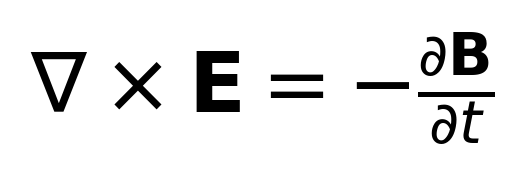 ∇ × 𝐄 = −∂𝐁/∂𝑡